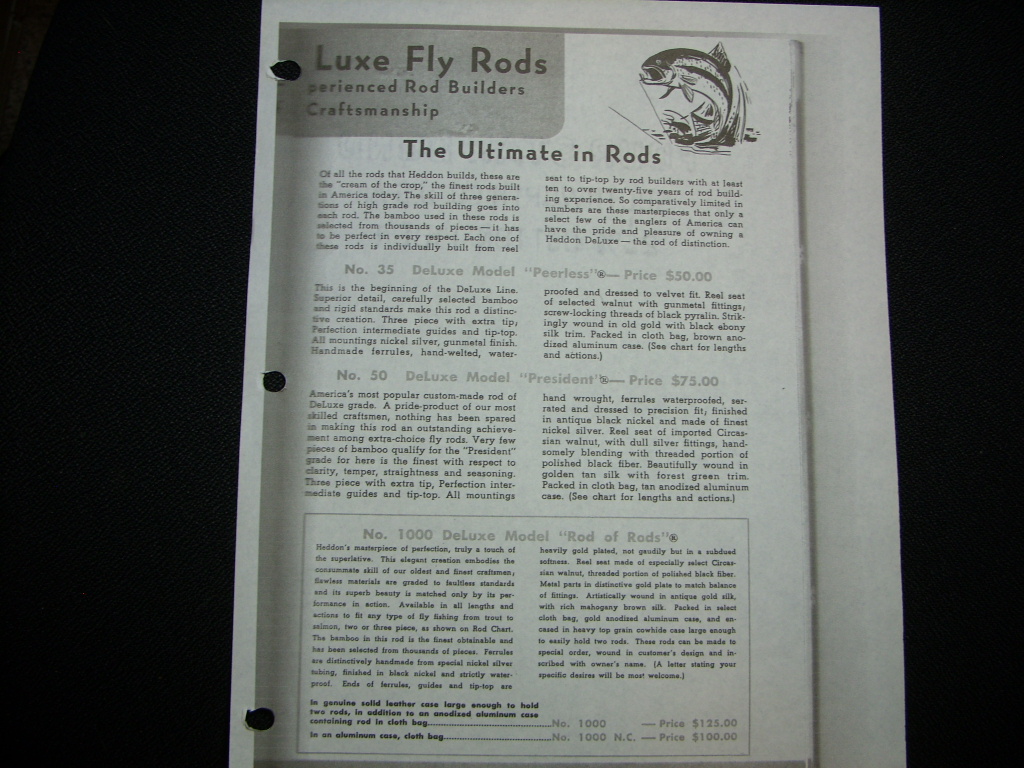 Luxe Fly Rods
perienced Rod Builders
Craftsmanship
The Ultimate in Rods
Of all the rods that Heddon builds, these are
the "cream of the crop," the finest rods built
in America today. The skill of three genera-
tions of high grade rod building goes into
each rod. The bamboo used in these rods is
selected from thousands of pieces — it has
to be perfect in every respect. Each one of
these rods is individually built from reel
seat to tip-top by rod builders with at least
ten to over twenty-five years of rod build-
ing experience. So comparatively limited in
numbers are these masterpieces that only a
select few of the anglers of America can
have the pride and pleasure of owning a
Heddon DeLuxe — the rod of distinction.
No. 35 DeLuxe Model "Peerless"® — Price $50.00
This is the beginning of the DeLuxe Line.
Superior detail, carefully selected bamboo
and rigid standards make this rod a distinc-
tive creation. Three piece with extra tip;
Perfection intermediate guides and tip-top.
All mountings nickel silver, gunmetal finish.
Handmade ferrules, hand-welted, water-
proofed and dressed to velvet fit. Reel seat
of selected walnut with gunmetal fittings;
screw-locking threads of black pyralin. Strik-
ingly wound in old gold with black ebony
silk trim. Packed in cloth bag, brown ano-
dized aluminum case. (See chart for lengths
and actions.)
No. 50 DeLuxe Model "President"® — Price $75.00
America's most popular custom-made rod of
DeLuxe grade. A pride-product of our most
skilled craftsmen, nothing has been spared
in making this rod an outstanding achieve-
ment among extra-choice fly rods. Very few
pieces of bamboo qualify for the "President"
grade for here is the finest with respect to
clarity, temper, straightness and seasoning.
Three piece with extra tip, Perfection inter-
mediate guides and tip-top. All mountings
hand wrought, ferrules waterproofed, ser-
rated and dressed to precision fit; finished
in antique black nickel and made of finest
nickel silver. Reel seat of imported Circas-
sian walnut, with dull silver fittings, hand-
somely blending with threaded portion of
polished black fiber. Beautifully wound in
golden tan silk with forest green trim.
Packed in cloth bag, tan anodized aluminum
case. (See chart for lengths and actions.)
No. 1000 DeLuxe Model "Rod of Rods"®
Heddon's masterpiece of perfection, truly a touch of
the superlative. This elegant creation embodies the
consummate skill of our oldest and finest craftsmen;
flawless materials are graded to faultless standards
and its superb beauty is matched only by its per-
formance in action. Available in all lengths and
actions to fit any type of fly fishing from trout to
salmon, two or three piece, as shown on Rod Chart.
The bamboo in this rod is the finest obtainable and
has been selected from thousands of pieces. Ferrules
are distinctively handmade from special nickel silver
tubing, finished in black nickel and strictly water-
proof. Ends of ferrules, guides and tip-top are
heavily gold plated, not gaudily but in a subdued
softness. Reel seat made of especially select Circas-
sian walnut, threaded portion of polished black fiber.
Metal parts in distinctive gold plate to match balance
of fittings. Artistically wound in antique gold silk,
with rich mahogany brown silk. Packed in select
cloth bag, gold anodized aluminum case, and en-
cased in heavy top grain cowhide case large enough
to easily hold two rods. These rods can be made to
special order, wound in customer's design and in-
scribed with owner's name. (A letter stating your
specific desires will be most welcome.)
In genuine solid leather case large enough to hold
two rods, in addition to an anodized aluminum case
containing rod in cloth bag....................No. 1000 — Price $125.00
In an aluminum case, cloth bag....................No. 1000 N.C. — Price $100.00